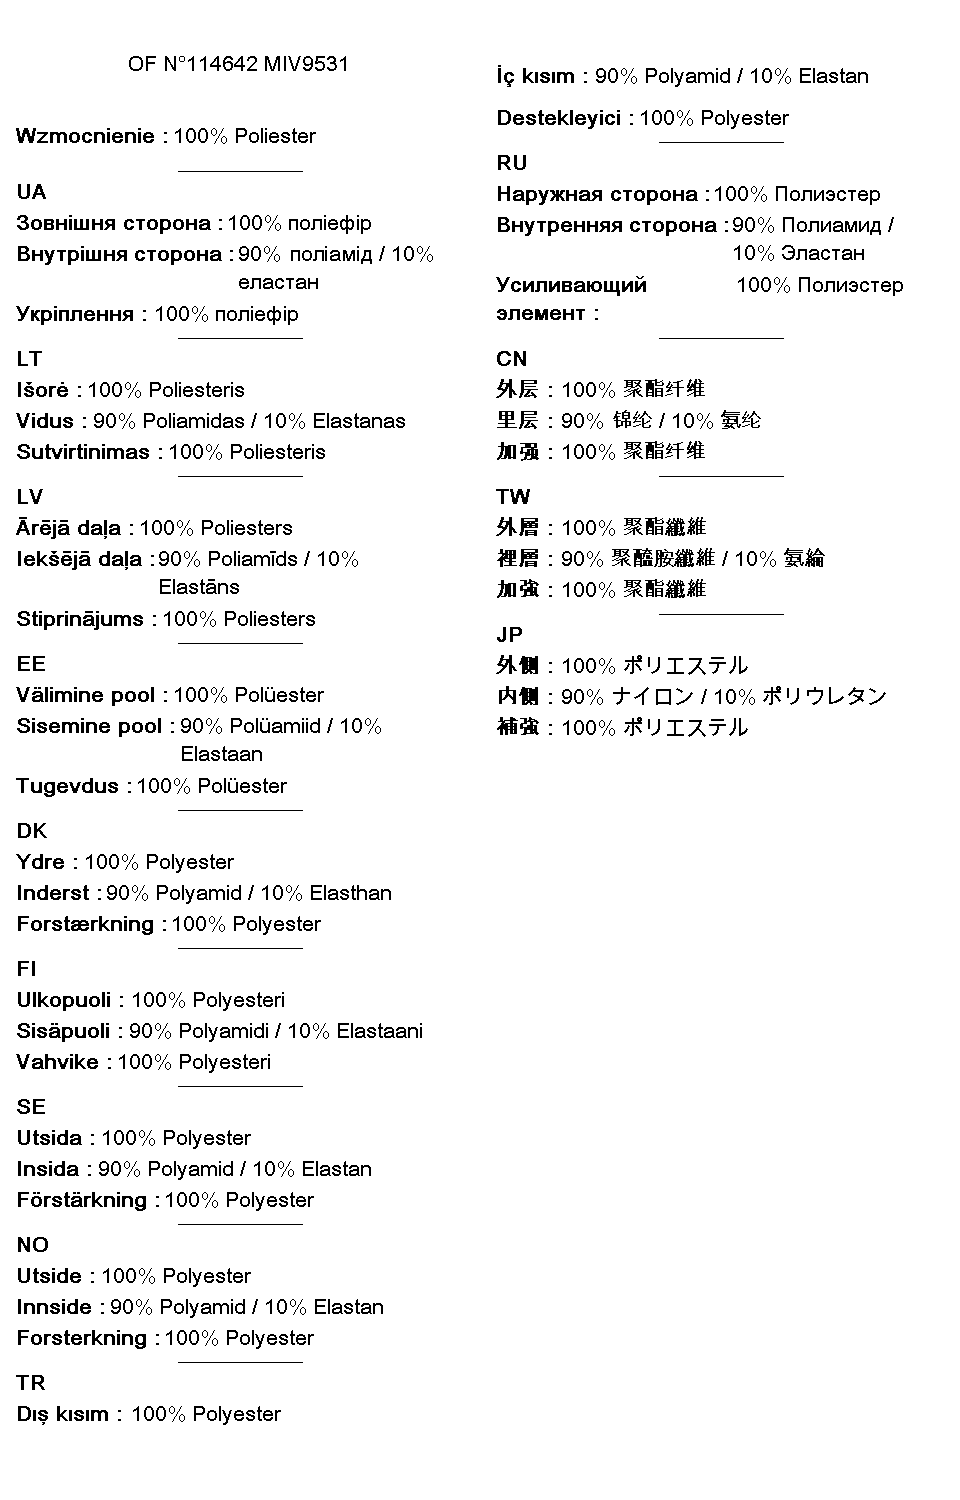 OF N°114642 MIV9531
Wzmocnienie : 100% Poliester
UA
Зовнішня сторона : 100% поліефір
Внутрішня сторона : 90% поліамід / 10%
еластан
Укріплення : 100% поліефір
LT
Išorė : 100% Poliesteris
Vidus : 90% Poliamidas / 10% Elastanas
Sutvirtinimas : 100% Poliesteris
LV
Ārējā daļa : 100% Poliesters
Iekšējā daļa : 90% Poliamīds / 10%
Elastāns
Stiprinājums : 100% Poliesters
EE
Välimine pool : 100% Polüester
Sisemine pool : 90% Polüamiid / 10%
Elastaan
Tugevdus : 100% Polüester
DK
Ydre : 100% Polyester
Inderst : 90% Polyamid / 10% Elasthan
Forstærkning : 100% Polyester
FI
Ulkopuoli : 100% Polyesteri
Sisäpuoli : 90% Polyamidi / 10% Elastaani
Vahvike : 100% Polyesteri
SE
Utsida : 100% Polyester
Insida : 90% Polyamid / 10% Elastan
Förstärkning : 100% Polyester
NO
Utside : 100% Polyester
Innside : 90% Polyamid / 10% Elastan
Forsterkning : 100% Polyester
TR
Dış kısım : 100% Polyester
İç kısım : 90% Polyamid / 10% Elastan
Destekleyici : 100% Polyester
RU
Наружная сторона : 100% Полиэстер
Внутренняя сторона : 90% Полиамид /
10% Эластан
Усиливающий 100% Полиэстер
элемент :
CN
外层 : 100% 聚酯纤维
里层 : 90% 锦纶 / 10% 氨纶
加强 : 100% 聚酯纤维
TW
外層 : 100% 聚酯纖維
裡層 : 90% 聚醯胺纖維 / 10% 氨綸
加強 : 100% 聚酯纖維
JP
外側 : 100% ポリエステル
内側 : 90% ナイロン / 10% ポリウレタン
補強 : 100% ポリエステル